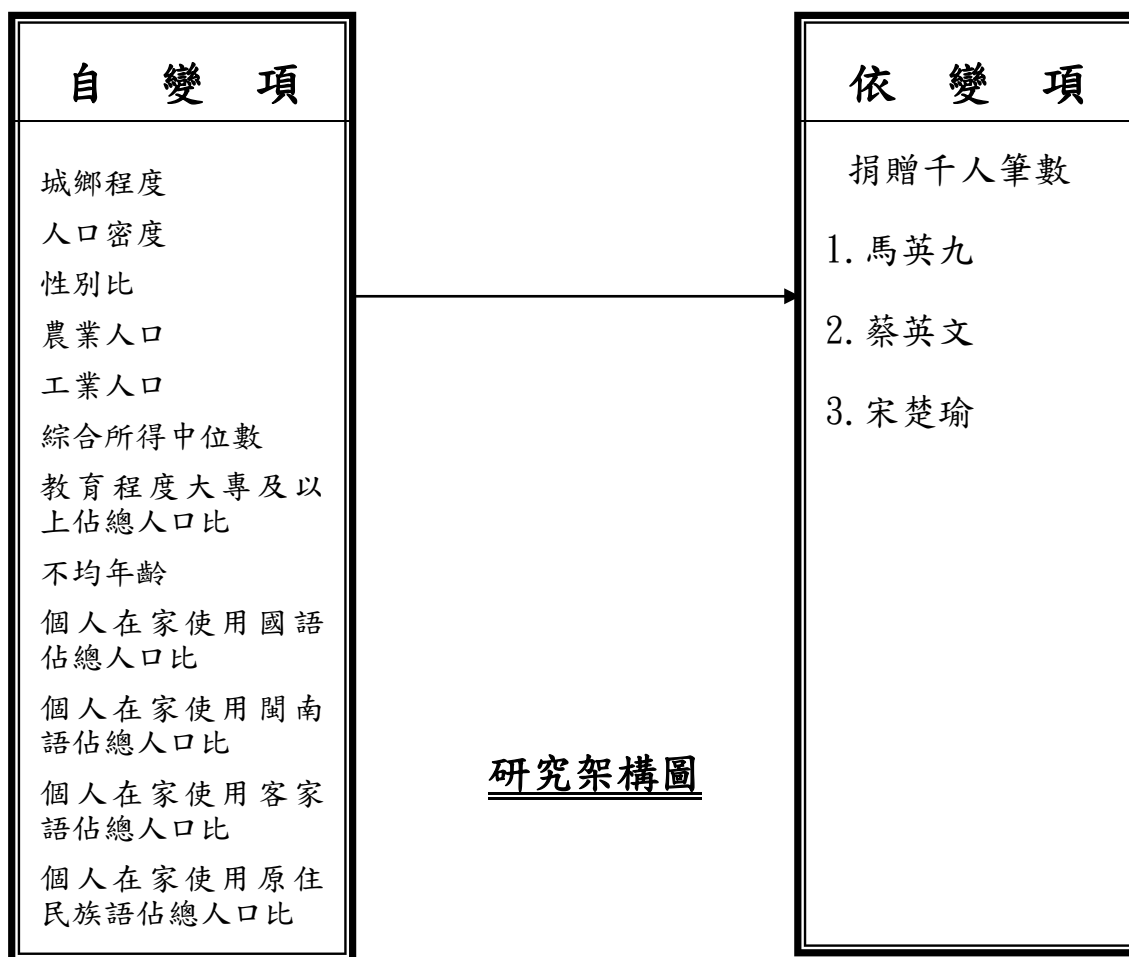 自變項
城鄉程度
人口密度
性別比
農業人口
工業人口
綜合所得中位數
教育程度大專及以
上佔總人口比
不均年齡
個人在家使用國語
佔總人口比
個人在家使用閩南
語佔總人口比
個人在家使用客家
語佔總人口比
個人在家使用原住
民族語佔總人口比
研究架構圖
依變項
捐贈千人筆數
1.馬英九
2.蔡英文
3.宋楚瑜